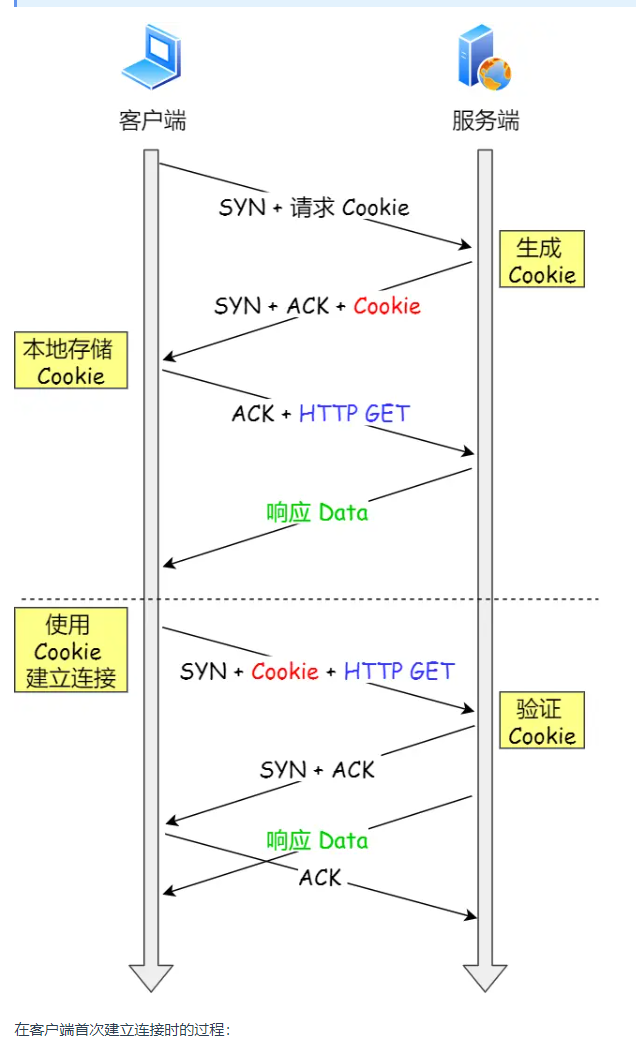 客户端
服务端
SYN + 请求 Cookie
生成
Cookie
SYN + ACK + Cookie
本地存储
Cookie
ACK + HTTP GET
响应 Data
使用
Cookie
建立连接
SYN + Cookie + HTTP GET
验证
Cookie
SYN + ACK
响应 Data
ACK
在客户端首次建立连接时的过程：